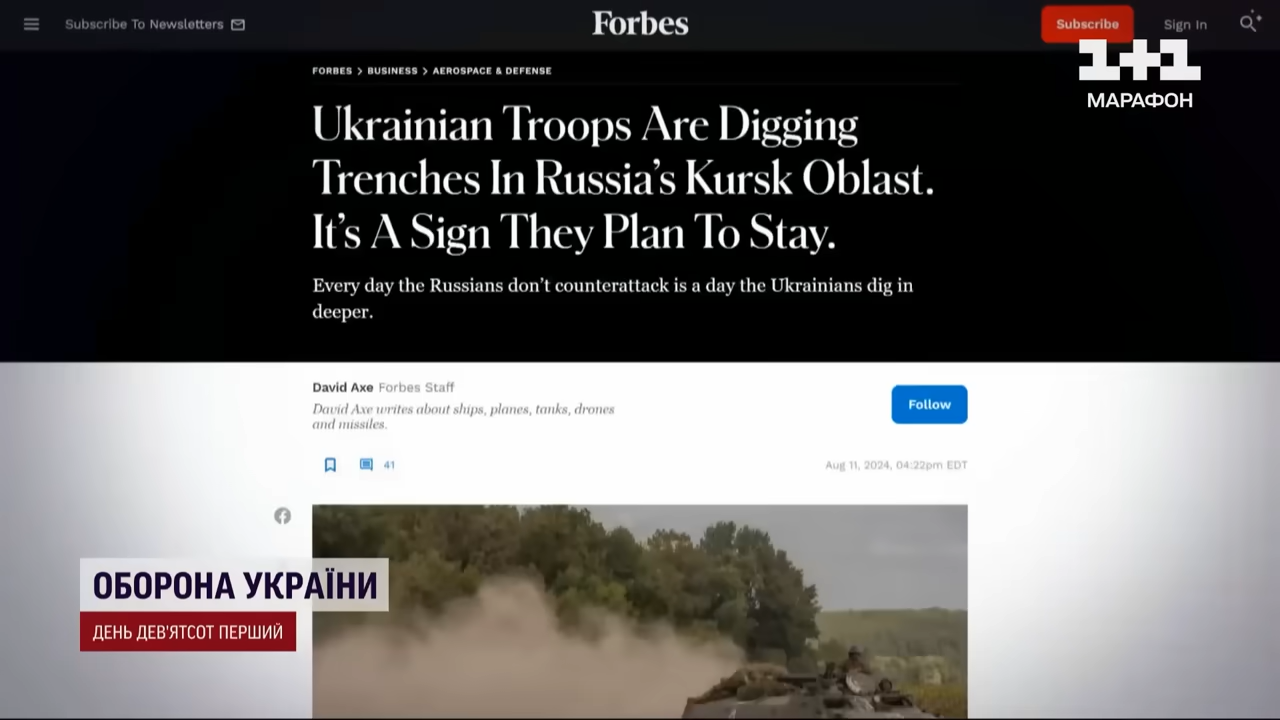 Subscribe To Newsletters
Forbes
Subscribe
Sign In
1+1
МАРАФОН
FORBES > BUSINESS > AEROSPACE & DEFENSE
Ukrainian Troops Are Digging
Trenches In Russia’s Kursk Oblast.
It’s A Sign They Plan To Stay.
Every day the Russians don’t counterattack is a day the Ukrainians dig in
deeper.
David Axe Forbes Staff
Follow
David Axe writes about ships, planes, tanks, drones
and missiles.
41
Aug 11, 2024, 04:22pm EDT
ОБОРОНА УКРАЇНИ
ДЕНЬ ДЕВ'ЯТСОТ ПЕРШИЙ